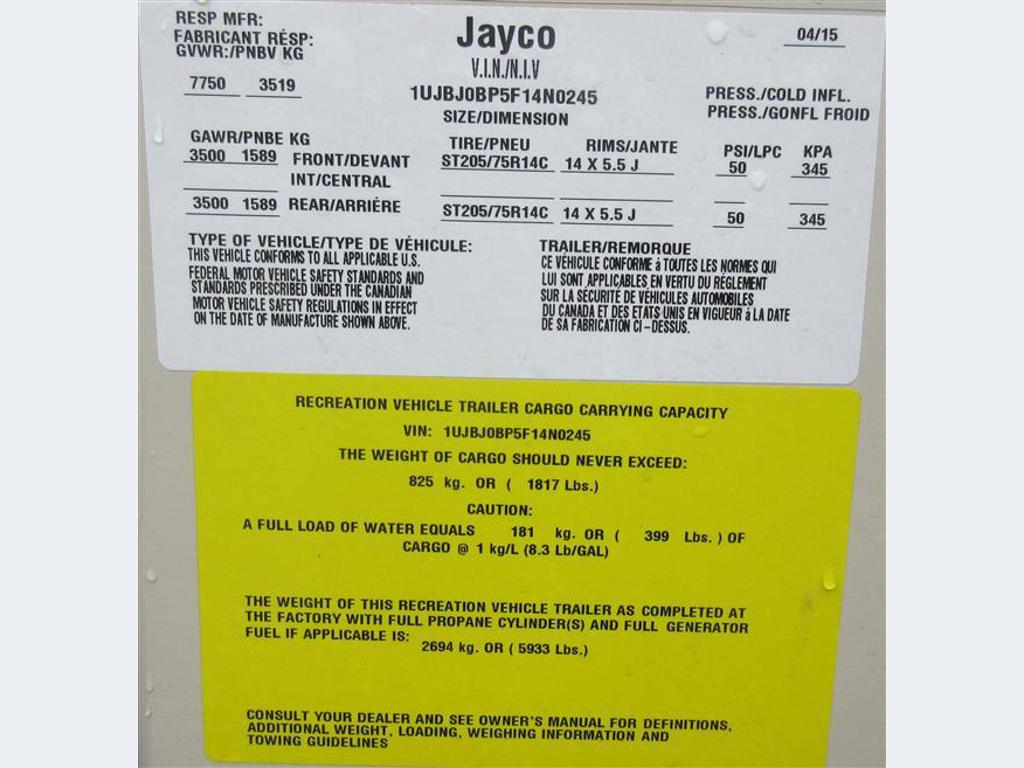 RESP MFR:
FABRICANT RÉSP:
GVWR:/PNBV KG
Jayco
04/15
V.I.N./N.I.V
7750 3519
1UJBJ0BP5F14N0245
PRESS./COLD INFL.
PRESS./GONFL FROID
SIZE/DIMENSION
GAWR/PNBE KG
TIRE/PNEU RIMS/JANTE PSI/LPC KPA
3500 1589 FRONT/DEVANT ST205/75R14C 14 X 5.5 J 50 345
INT/CENTRAL
3500 1589 REAR/ARRIÉRE ST205/75R14C 14 X 5.5 J 50 345
TYPE OF VEHICLE/TYPE DE VÉHICULE: TRAILER/REMORQUE
THIS VEHICLE CONFORMS TO ALL APPLICABLE U.S.
FEDERAL MOTOR VEHICLE SAFETY STANDARDS AND
STANDARDS PRESCRIBED UNDER THE CANADIAN
MOTOR VEHICLE SAFETY REGULATIONS IN EFFECT
ON THE DATE OF MANUFACTURE SHOWN ABOVE.
CE VÉHICULE CONFORME à TOUTES LES NORMES QUI
LUI SONT APPLICABLES EN VERTU DU RÉGLEMENT
SUR LA SÉCURITE DE VÉHICULES AUTOMOBILES
DU CANADA ET DES ETATS UNIS EN VIGUEUR à LA DATE
DE SA FABRICATION CI-DESSUS.
RECREATION VEHICLE TRAILER CARGO CARRYING CAPACITY
VIN: 1UJBJ0BP5F14N0245
THE WEIGHT OF CARGO SHOULD NEVER EXCEED:
825 kg. OR ( 1817 Lbs.)
CAUTION:
A FULL LOAD OF WATER EQUALS 181 kg. OR ( 399 Lbs. ) OF
CARGO @ 1 kg/L (8.3 Lb/GAL)
THE WEIGHT OF THIS RECREATION VEHICLE TRAILER AS COMPLETED AT
THE FACTORY WITH FULL PROPANE CYLINDER(S) AND FULL GENERATOR
FUEL IF APPLICABLE IS:
2694 kg. OR ( 5933 Lbs.)
CONSULT YOUR DEALER AND SEE OWNER'S MANUAL FOR DEFINITIONS,
ADDITIONAL WEIGHT, LOADING, WEIGHING INFORMATION AND
TOWING GUIDELINES